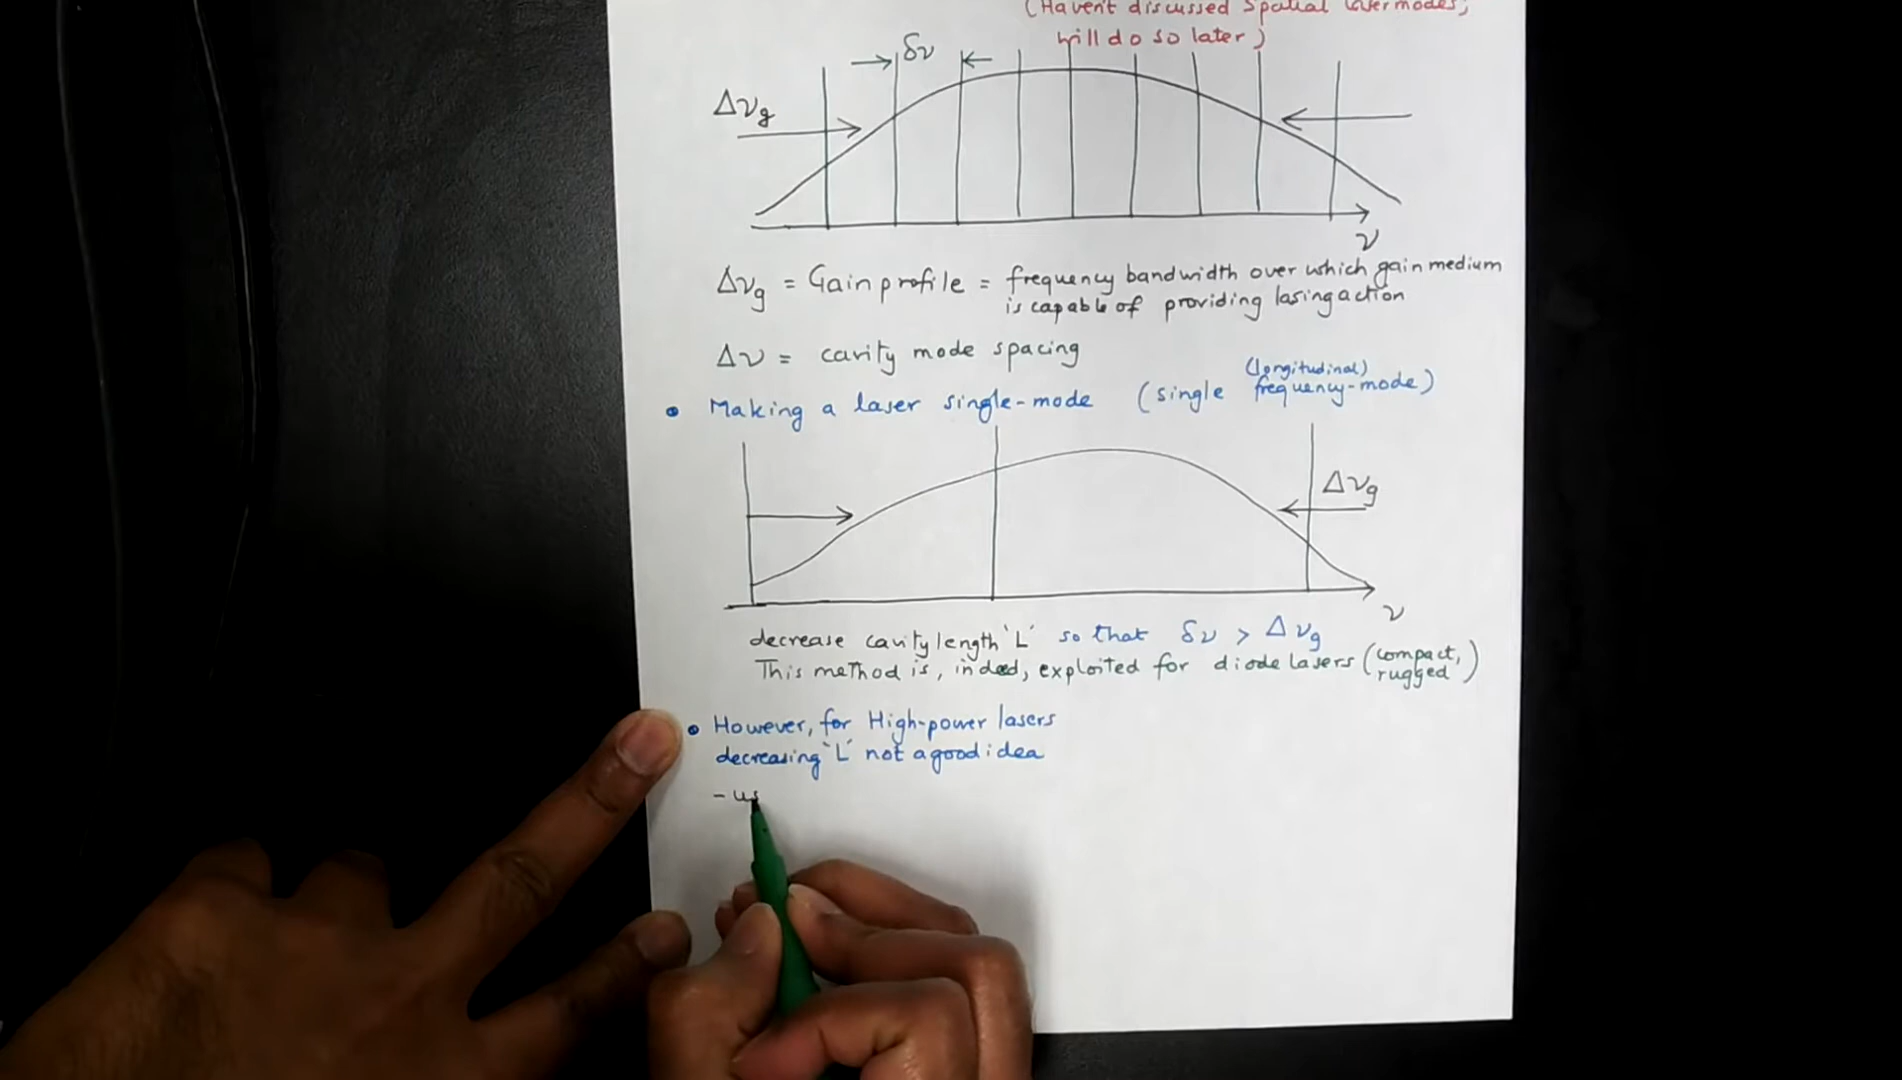 (Haven't discussed Spatial lasermodes,
will do so later)
δν
Δνg
ν
Δνg = Gain profile = frequency bandwidth over which gain medium
is capable of providing lasing action
Δν = cavity mode spacing
• Making a laser single-mode (single frequency-mode)
(longitudinal)
Δνg
ν
decrease cavity length 'L' so that δν > Δνg
This method is, indeed, exploited for diode lasers (compact,
rugged)
• However, for High-power lasers
decreasing 'L' not a good idea
- us